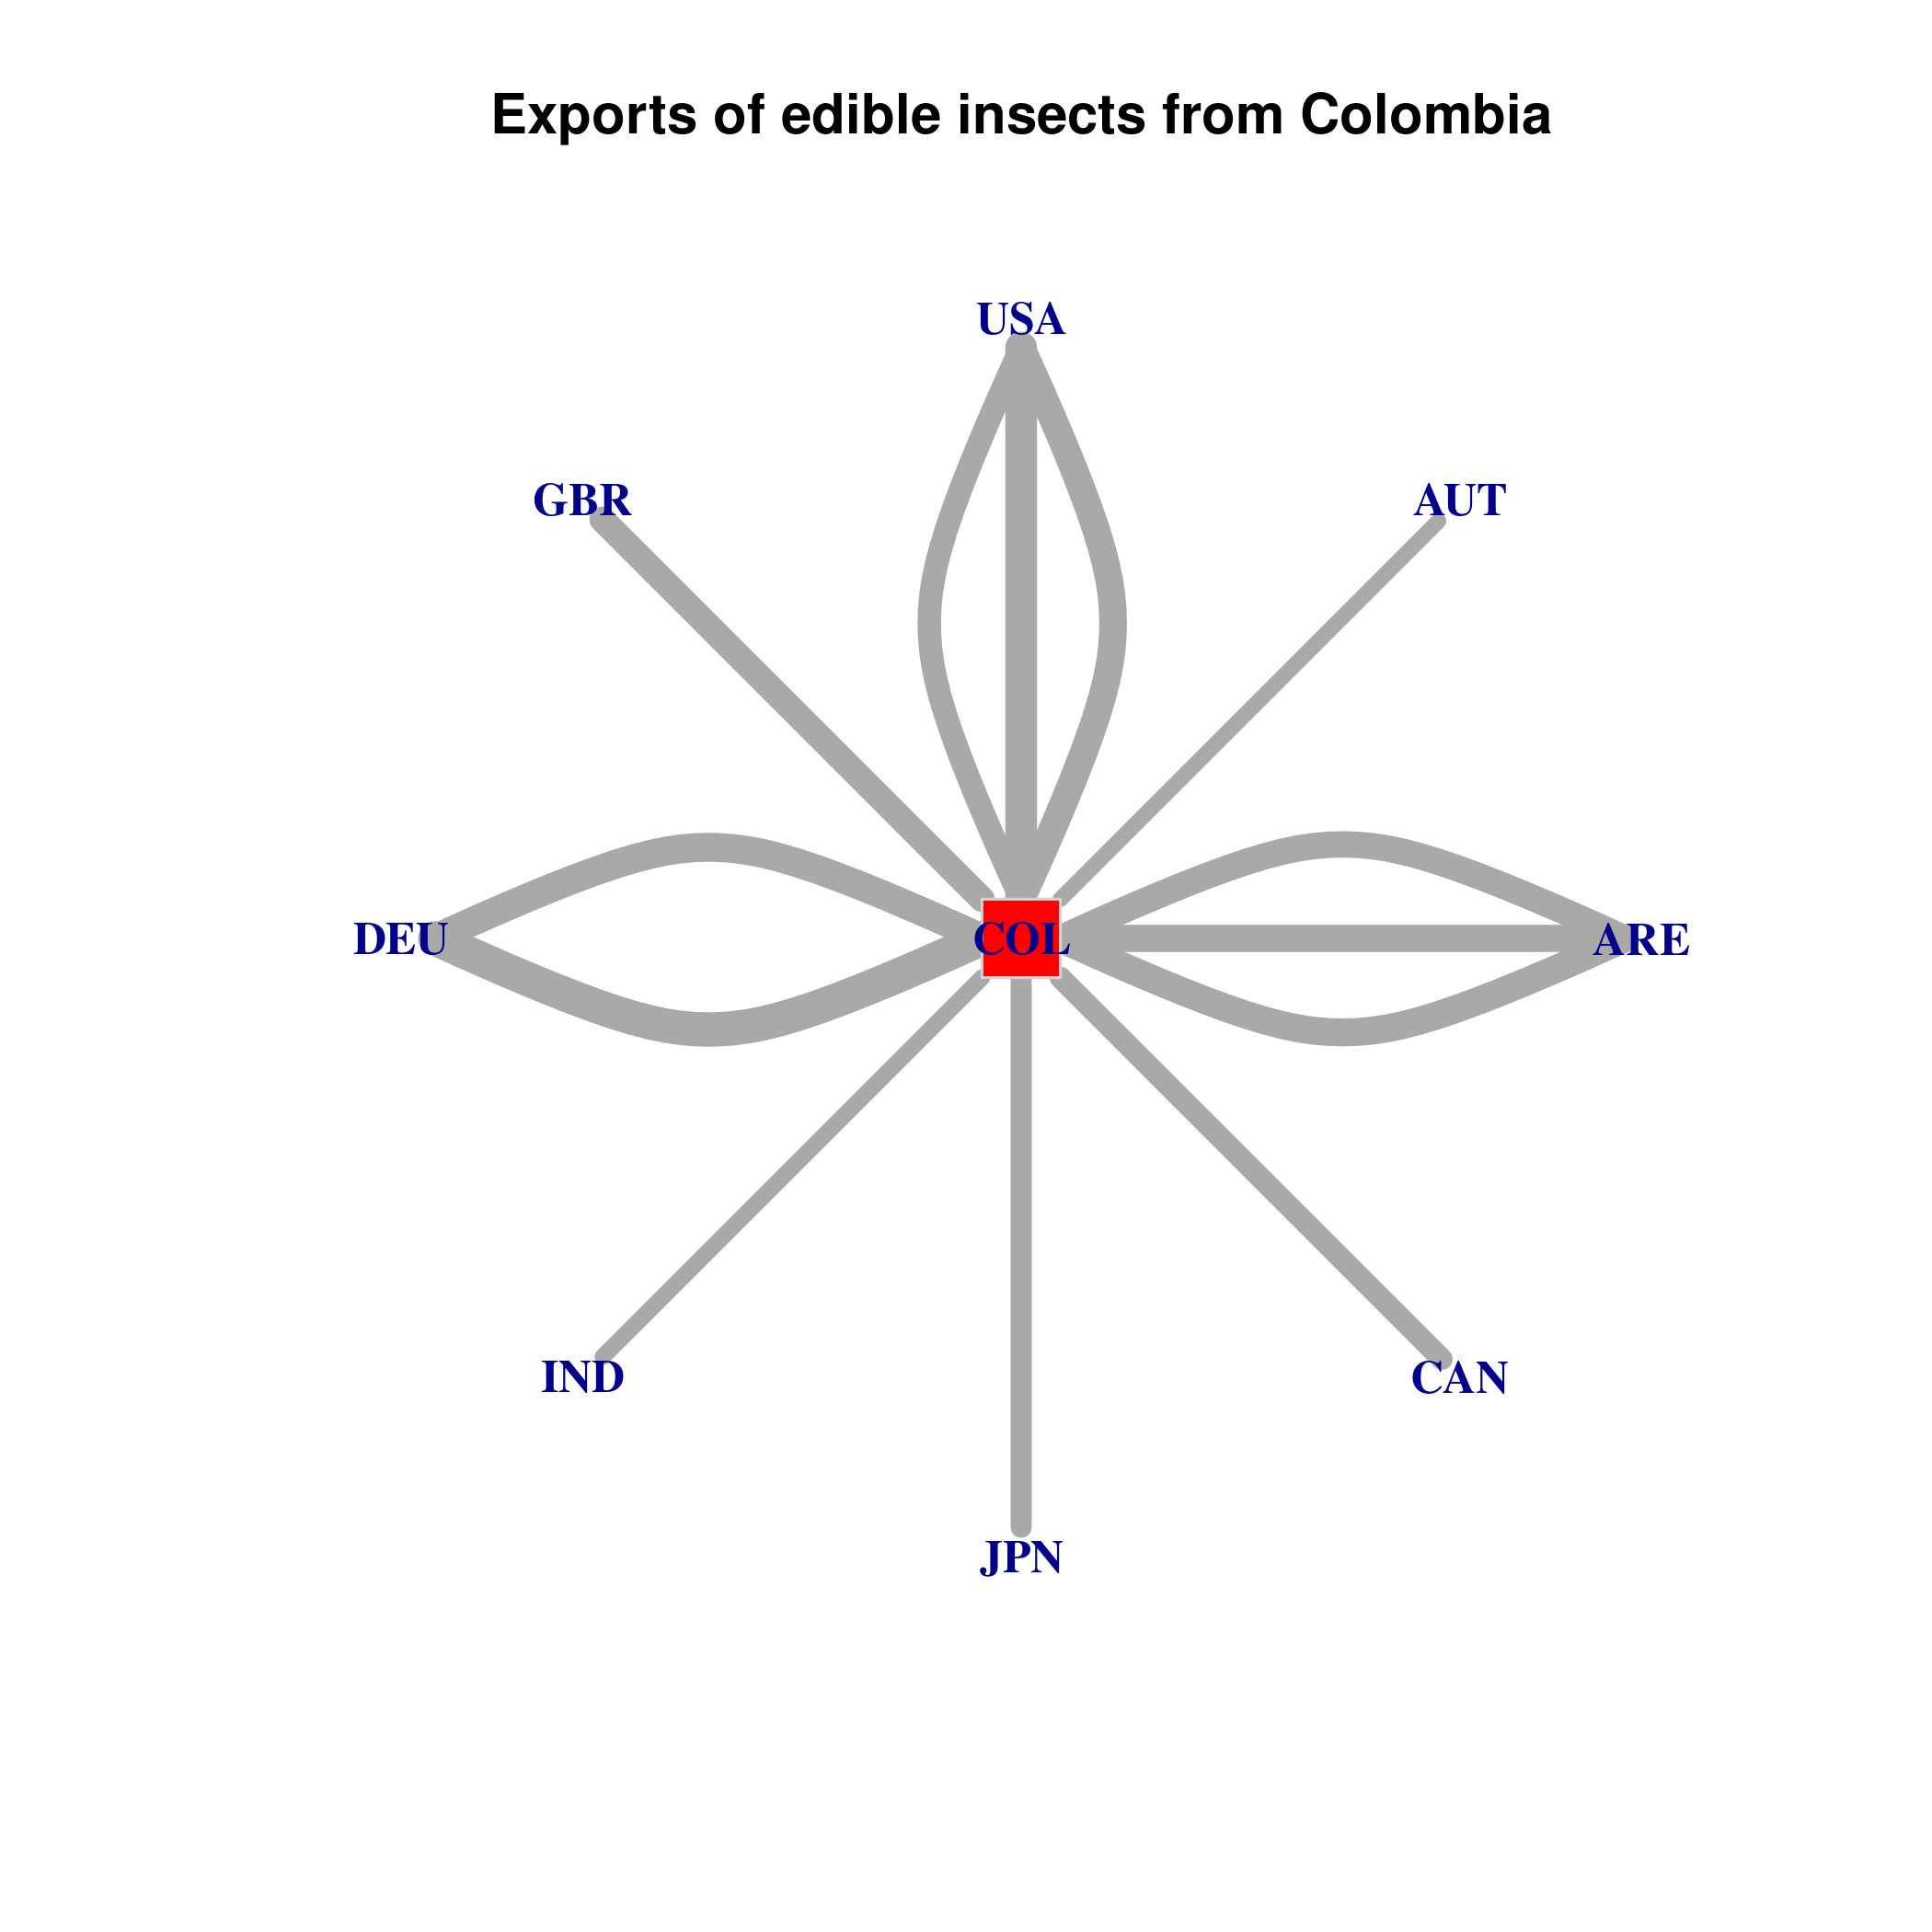 Exports of edible insects from Colombia
USA
GBR
AUT
DEU
COL
ARE
IND
CAN
JPN